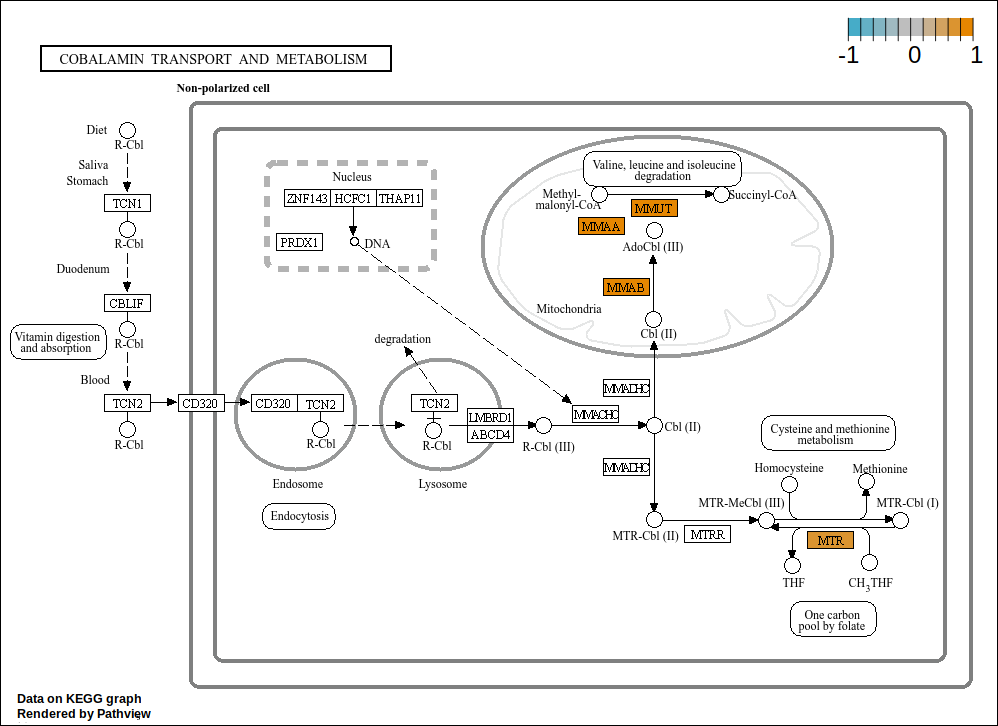 -1 0 1
COBALAMIN TRANSPORT AND METABOLISM
Non-polarized cell
Diet
R-Cbl
Saliva
Stomach
TCN1
R-Cbl
Duodenum
CBLIF
Vitamin digestion
and absorption
R-Cbl
Blood
TCN2
R-Cbl
CD320
Nucleus
ZNF143 HCFC1 THAP11
PRDX1
DNA
Valine, leucine and isoleucine
degradation
Methyl-
malonyl-CoA
Succinyl-CoA
MMUT
MMAA
AdoCbl (III)
MMAB
Mitochondria
Cbl (II)
degradation
CD320 TCN2
R-Cbl
Endosome
Endocytosis
TCN2
R-Cbl
Lysosome
LMBRD1
ABCD4
R-Cbl (III)
MMACHC
MMADHC
Cbl (II)
MMADHC
MTR-Cbl (II)
MTRR
Cysteine and methionine
metabolism
Homocysteine
Methionine
MTR-MeCbl (III)
MTR-Cbl (I)
MTR
THF
CH3THF
One carbon
pool by folate
Data on KEGG graph
Rendered by Pathview